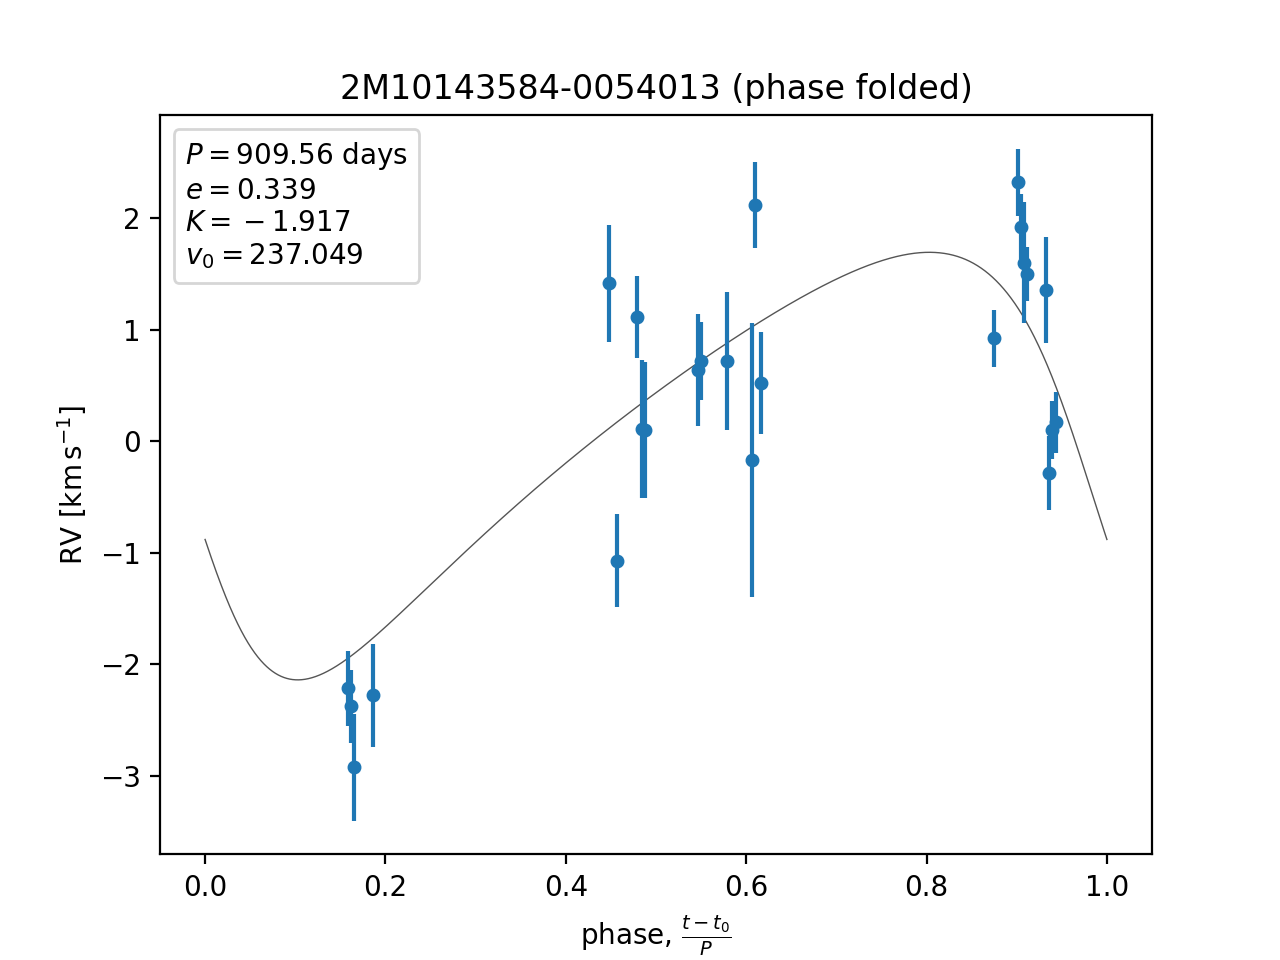 2M10143584-0054013 (phase folded)
P = 909.56 days
e = 0.339
K = −1.917
v₀ = 237.049
RV [km s⁻¹]
2
1
0
−1
−2
−3
0.0 0.2 0.4 0.6 0.8 1.0
phase, (t − t₀)/P